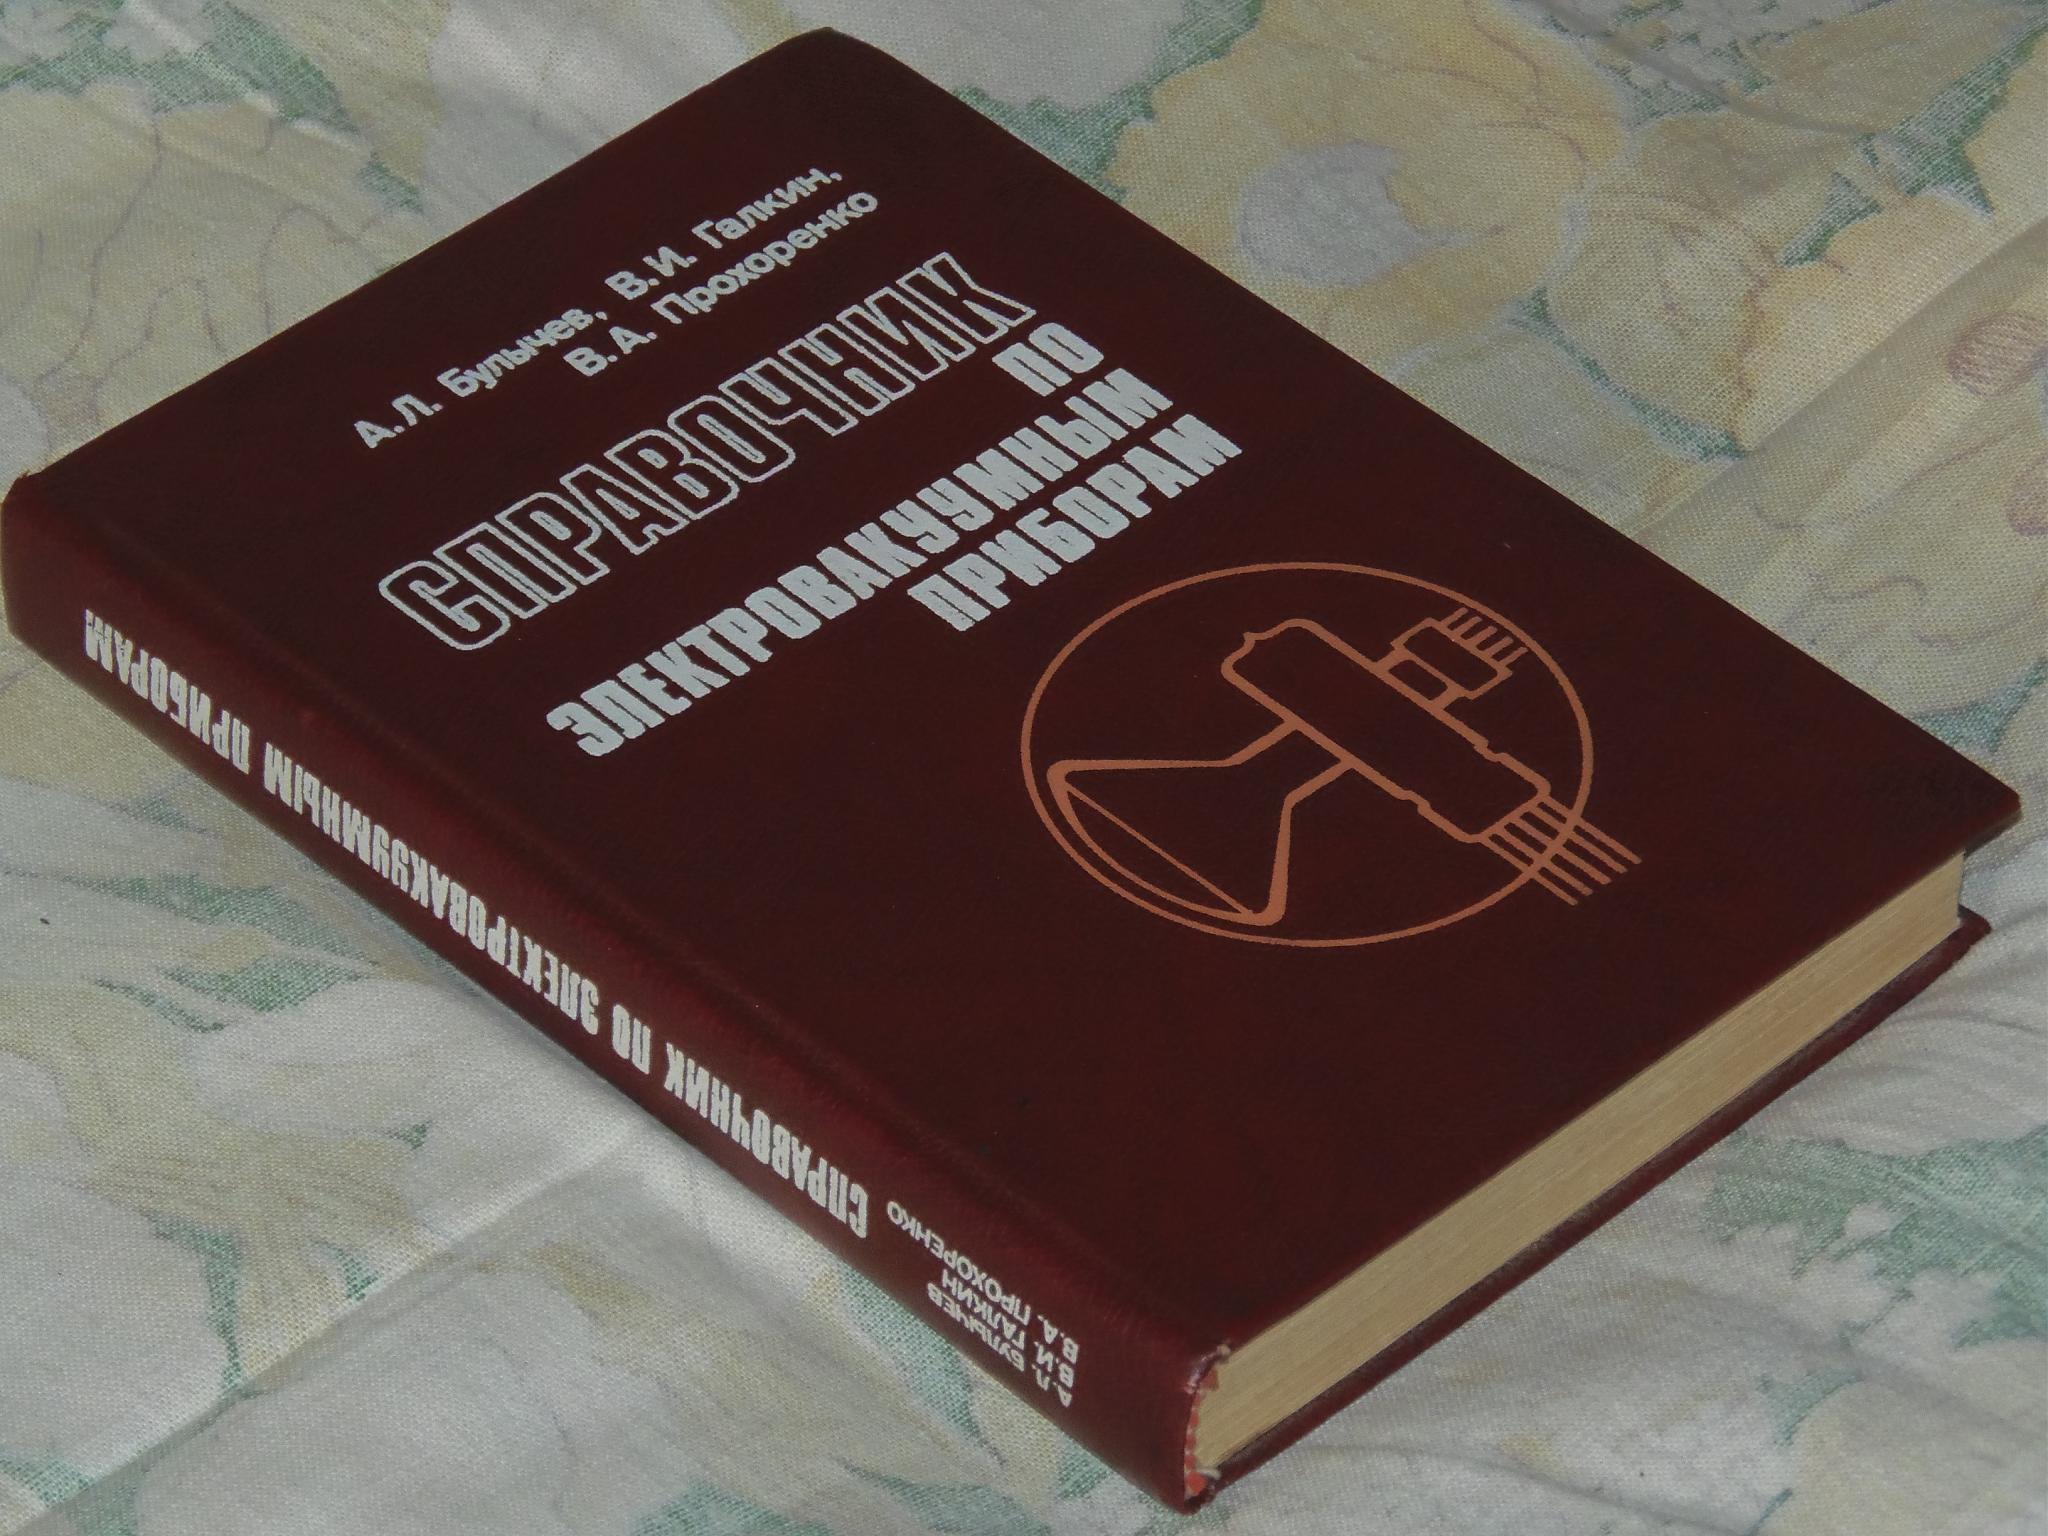 А. Л. Булычев, В. И. Галкин,
В. А. Прохоренко
СПРАВОЧНИК
ПО
ЭЛЕКТРОВАКУУМНЫМ
ПРИБОРАМ
А. Л. БУЛЫЧЕВ
В. И. ГАЛКИН
В. А. ПРОХОРЕНКО
СПРАВОЧНИК ПО ЭЛЕКТРОВАКУУМНЫМ ПРИБОРАМ